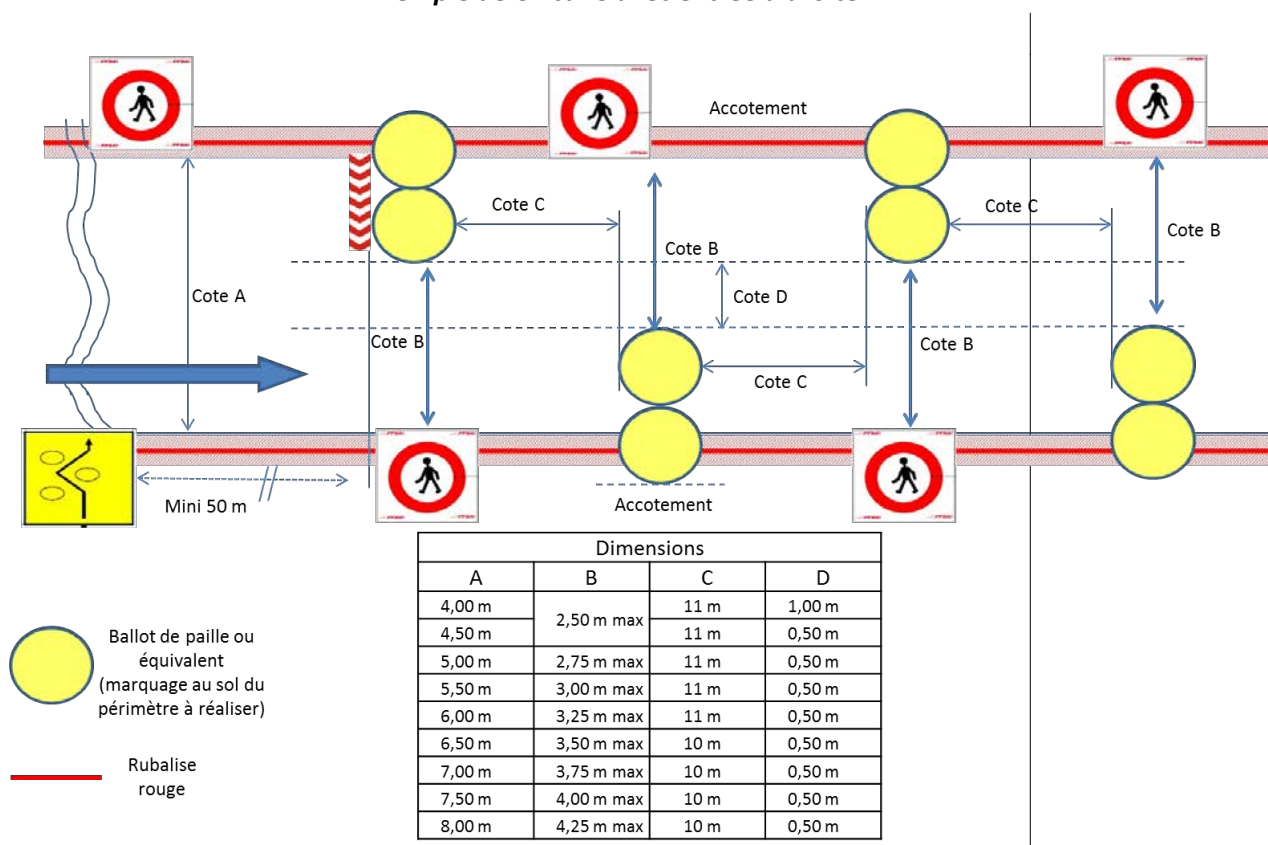 Accotement
Cote C
Cote C
Cote B
Cote B
Cote A
Cote D
Cote B
Cote B
Cote C
Mini 50 m
Accotement
Dimensions
A B C D
4,00 m 2,50 m max 11 m 1,00 m
4,50 m 11 m 0,50 m
5,00 m 2,75 m max 11 m 0,50 m
5,50 m 3,00 m max 11 m 0,50 m
6,00 m 3,25 m max 11 m 0,50 m
6,50 m 3,50 m max 10 m 0,50 m
7,00 m 3,75 m max 10 m 0,50 m
7,50 m 4,00 m max 10 m 0,50 m
8,00 m 4,25 m max 10 m 0,50 m
Ballot de paille ou
équivalent
(marquage au sol du
périmètre à réaliser)
Rubalise
rouge